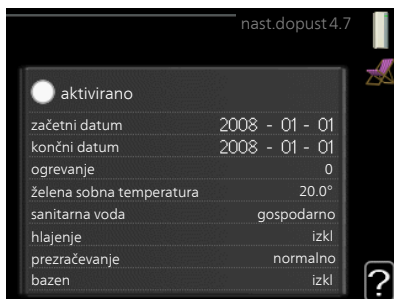 nast.dopust 4.7
aktivirano
začetni datum 2008 - 01 - 01
končni datum 2008 - 01 - 01
ogrevanje 0
želena sobna temperatura 20.0°
sanitarna voda gospodarno
hlajenje izkl
prezračevanje normalno
bazen izkl
?